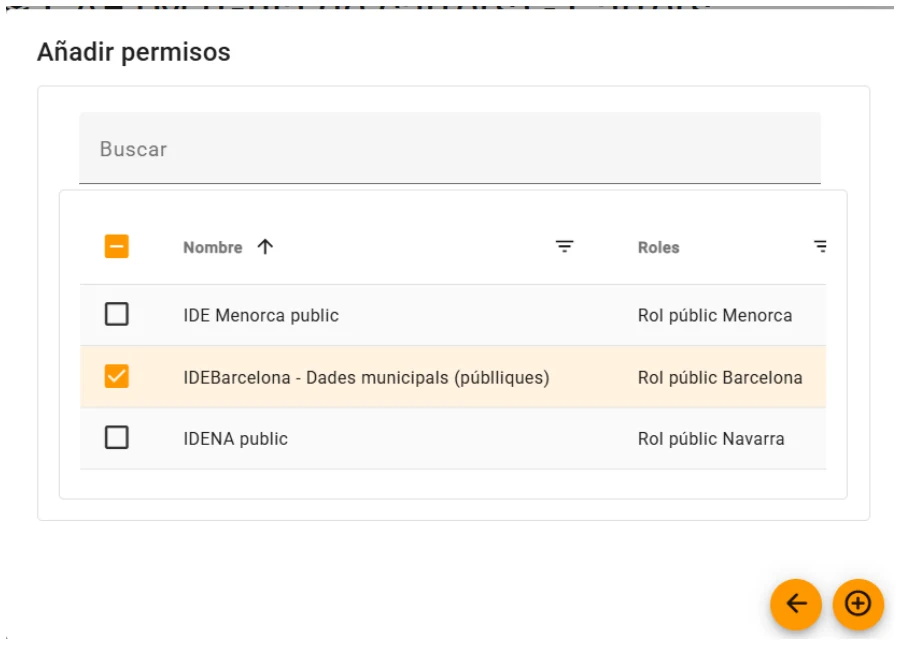 Añadir permisos
Buscar
Nombre Roles
IDE Menorca public Rol públic Menorca
IDEBarcelona - Dades municipals (públliques) Rol públic Barcelona
IDENA public Rol públic Navarra